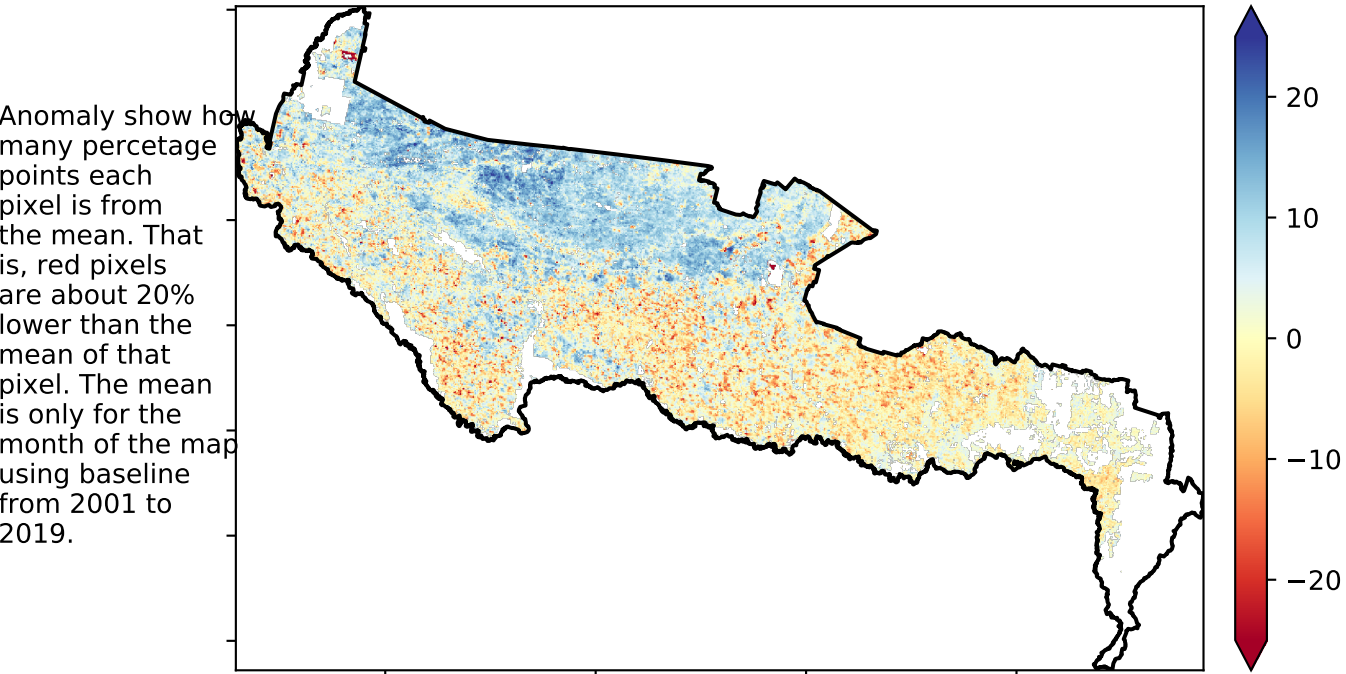 Anomaly show how
many percetage
points each
pixel is from
the mean. That
is, red pixels
are about 20%
lower than the
mean of that
pixel. The mean
is only for the
month of the map
using baseline
from 2001 to
2019.
20
10
0
−10
−20